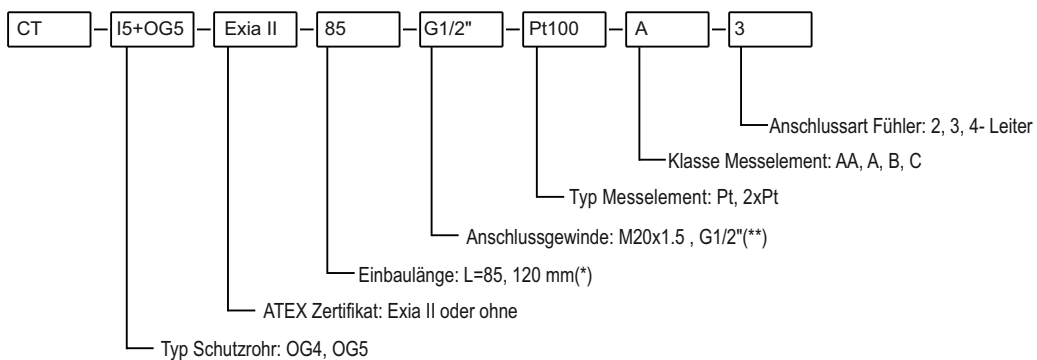 CT – I5+OG5 – Exia II – 85 – G1/2" – Pt100 – A – 3
Anschlussart Fühler: 2, 3, 4- Leiter
Klasse Messelement: AA, A, B, C
Typ Messelement: Pt, 2xPt
Anschlussgewinde: M20x1.5 , G1/2"(**)
Einbaulänge: L=85, 120 mm(*)
ATEX Zertifikat: Exia II oder ohne
Typ Schutzrohr: OG4, OG5